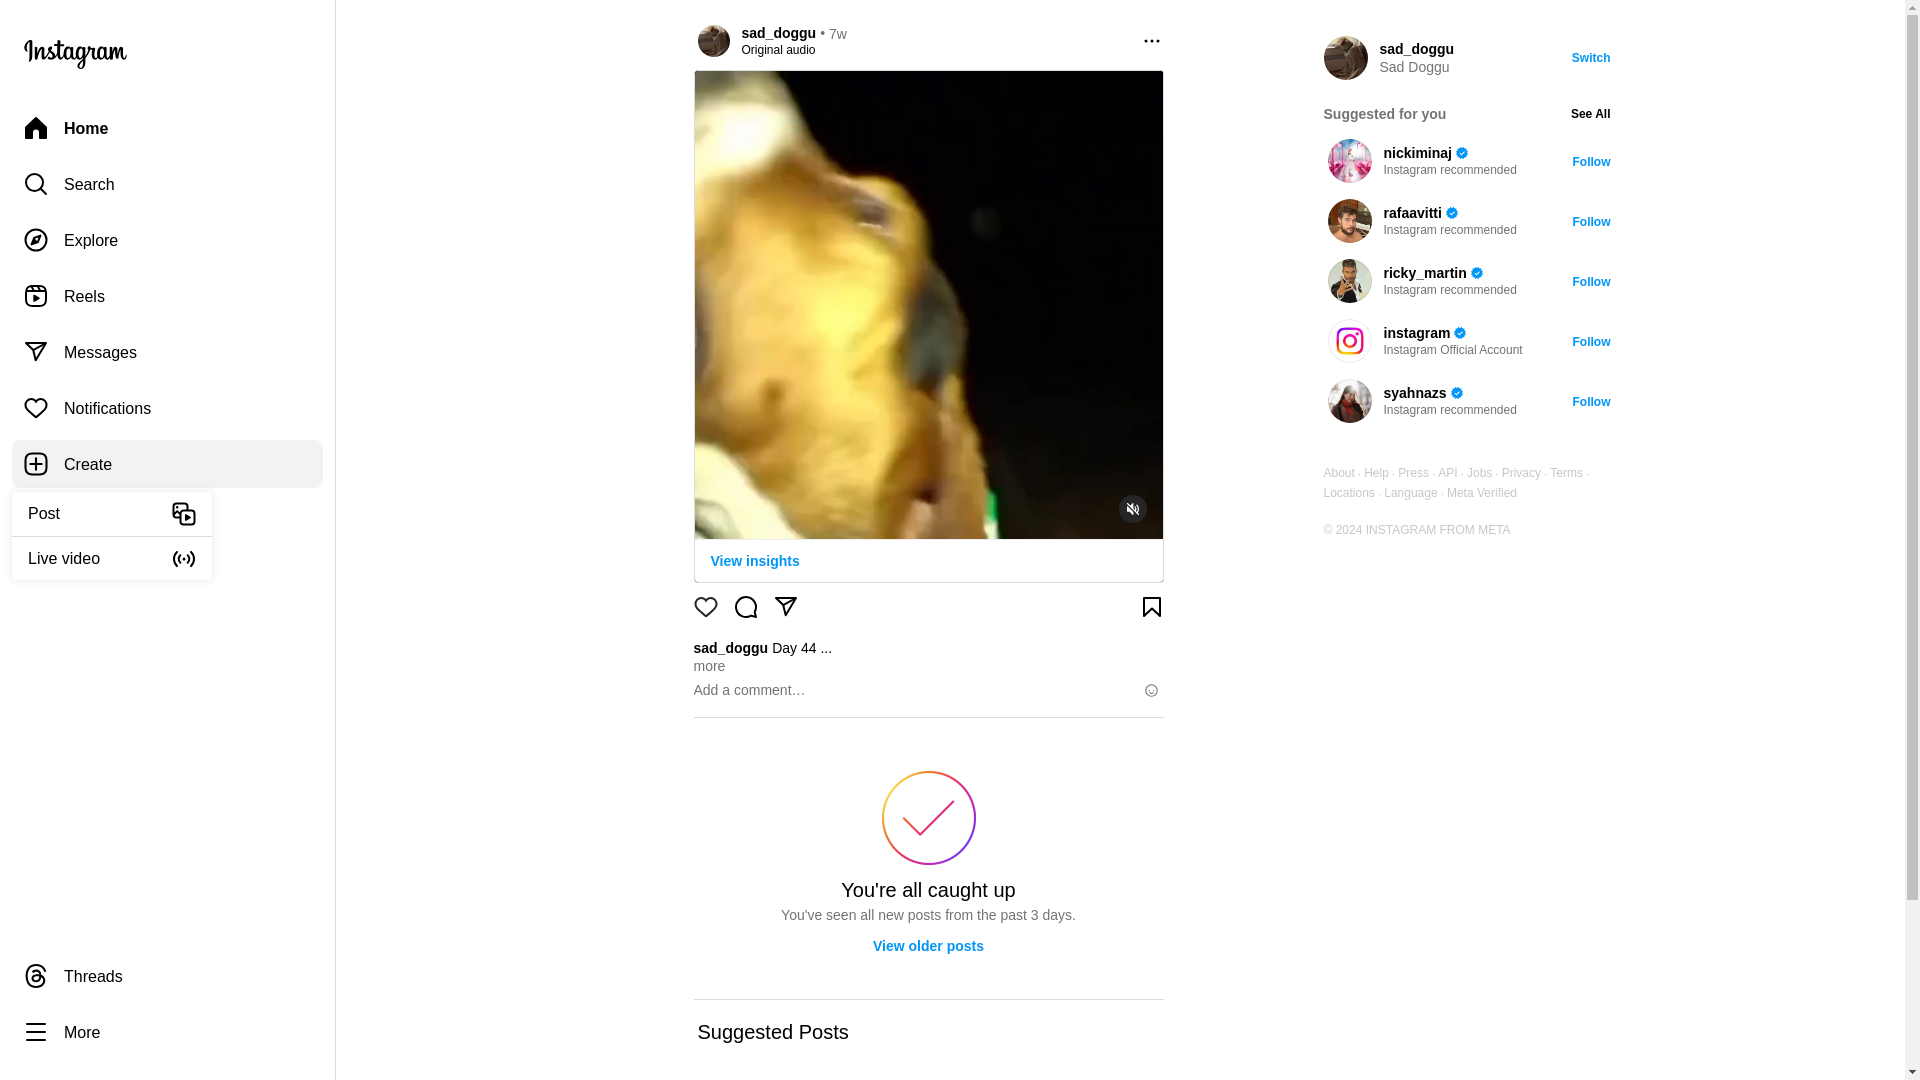 Instagram
Home
Search
Explore
Reels
Messages
Notifications
Create
Post
Live video
Threads
More
sad_doggu • 7w
Original audio
View insights
sad_doggu Day 44 ...
more
Add a comment…
You're all caught up
You've seen all new posts from the past 3 days.
View older posts
Suggested Posts
sad_doggu
Sad Doggu
Switch
Suggested for you
See All
nickiminaj
Instagram recommended
Follow
rafaavitti
Instagram recommended
Follow
ricky_martin
Instagram recommended
Follow
instagram
Instagram Official Account
Follow
syahnazs
Instagram recommended
Follow
About · Help · Press · API · Jobs · Privacy · Terms ·
Locations · Language · Meta Verified
© 2024 INSTAGRAM FROM META